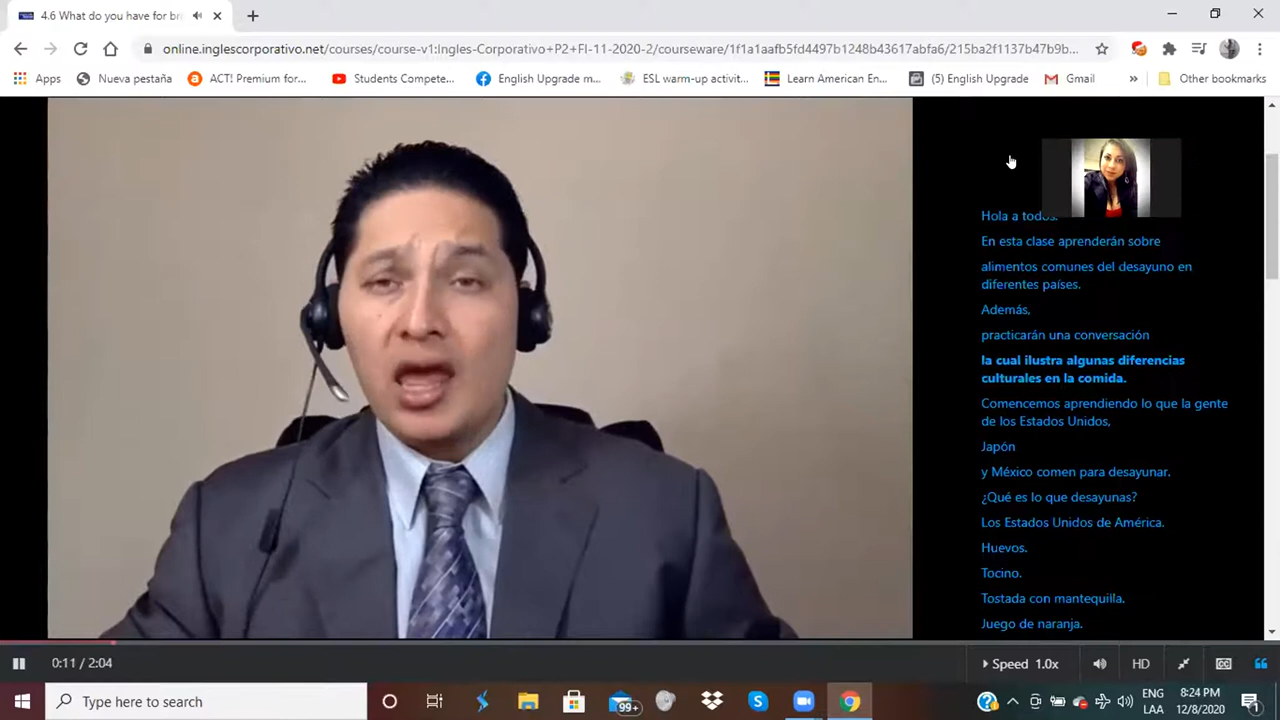 4.6 What do you have for br
online.inglescorporativo.net/courses/course-v1:Ingles-Corporativo+P2+FI-11-2020-2/courseware/1f1a1aafb5fd4497b1248b43617abfa6/215ba2f1137b47b9b...
Apps
Nueva pestaña
ACT! Premium for...
Students Compete...
English Upgrade m...
ESL warm-up activit...
Learn American En...
(5) English Upgrade
Gmail
»
Other bookmarks
Hola a todos.
En esta clase aprenderán sobre
alimentos comunes del desayuno en
diferentes países.
Además,
practicarán una conversación
la cual ilustra algunas diferencias
culturales en la comida.
Comencemos aprendiendo lo que la gente
de los Estados Unidos,
Japón
y México comen para desayunar.
¿Qué es lo que desayunas?
Los Estados Unidos de América.
Huevos.
Tocino.
Tostada con mantequilla.
Juego de naranja.
0:11 / 2:04
Speed 1.0x
HD
Type here to search
99+
ENG
LAA
8:24 PM
12/8/2020
1